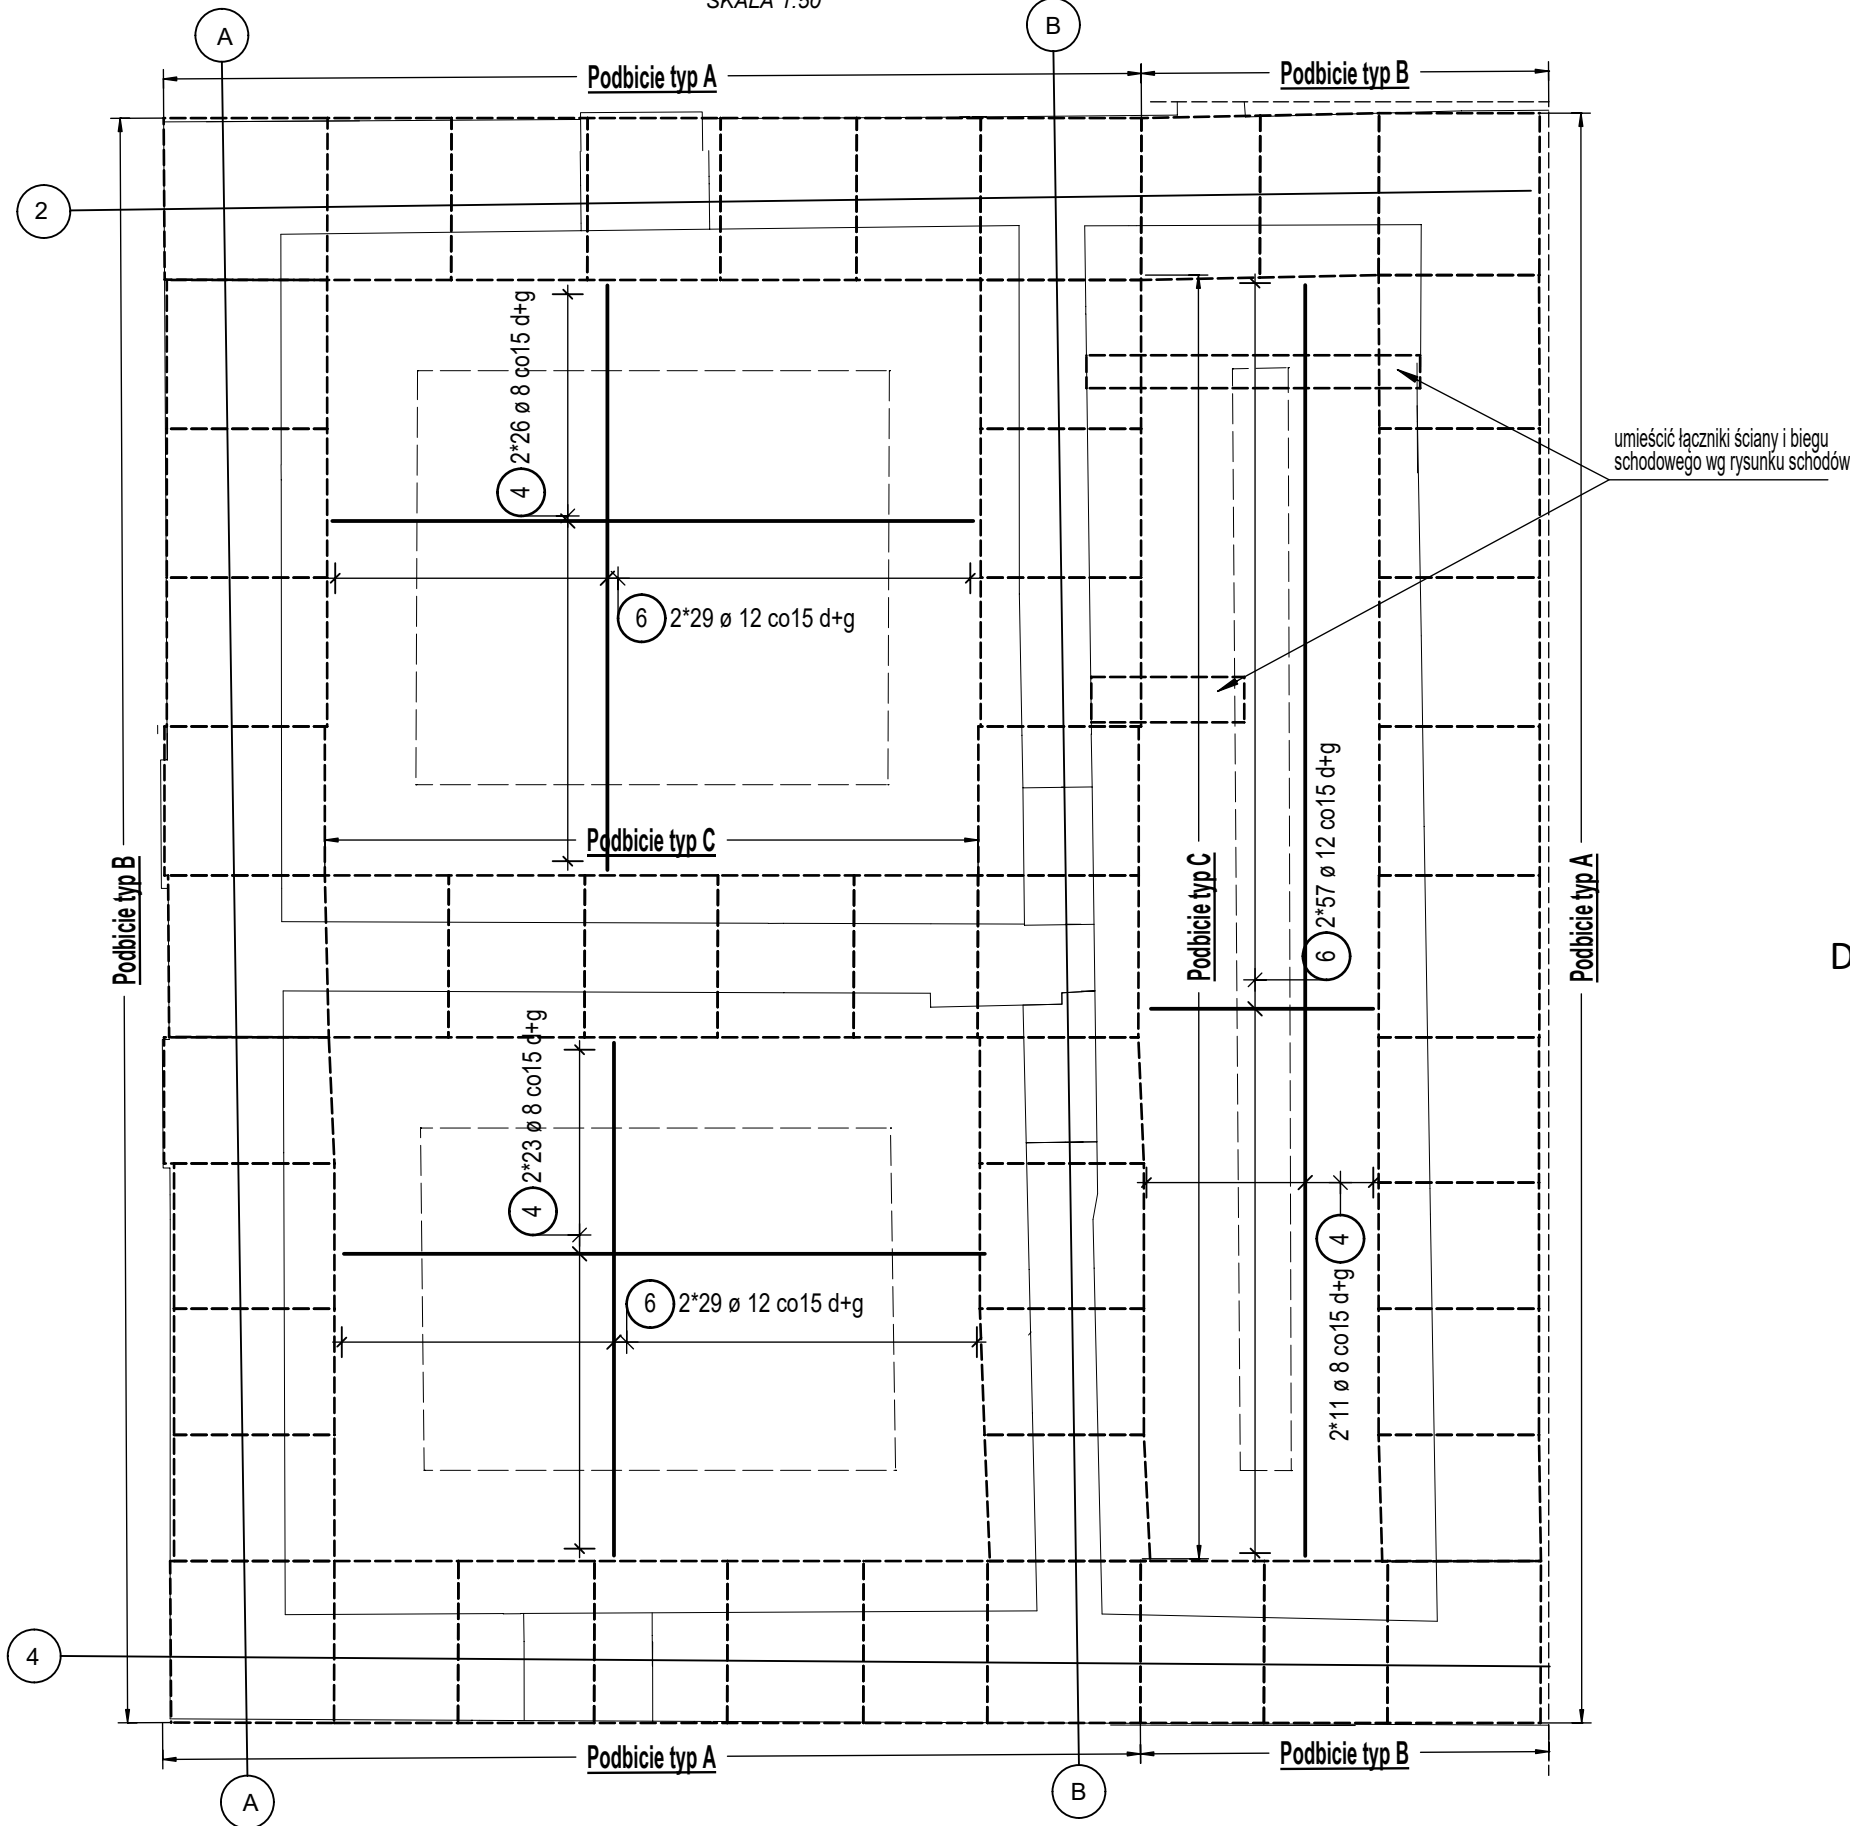 SKALA 1:50
A
B
Podbicie typ A
Podbicie typ B
2
2*26 ø 8 co15 d+g
4
6
2*29 ø 12 co15 d+g
umieścić łączniki ściany i biegu
schodowego wg rysunku schodów
Podbicie typ C
2*57 ø 12 co15 d+g
6
Podbicie typ B
Podbicie typ C
Podbicie typ A
D
2*23 ø 8 co15 d+g
4
4
2*11 ø 8 co15 d+g
6
2*29 ø 12 co15 d+g
4
Podbicie typ A
Podbicie typ B
A
B